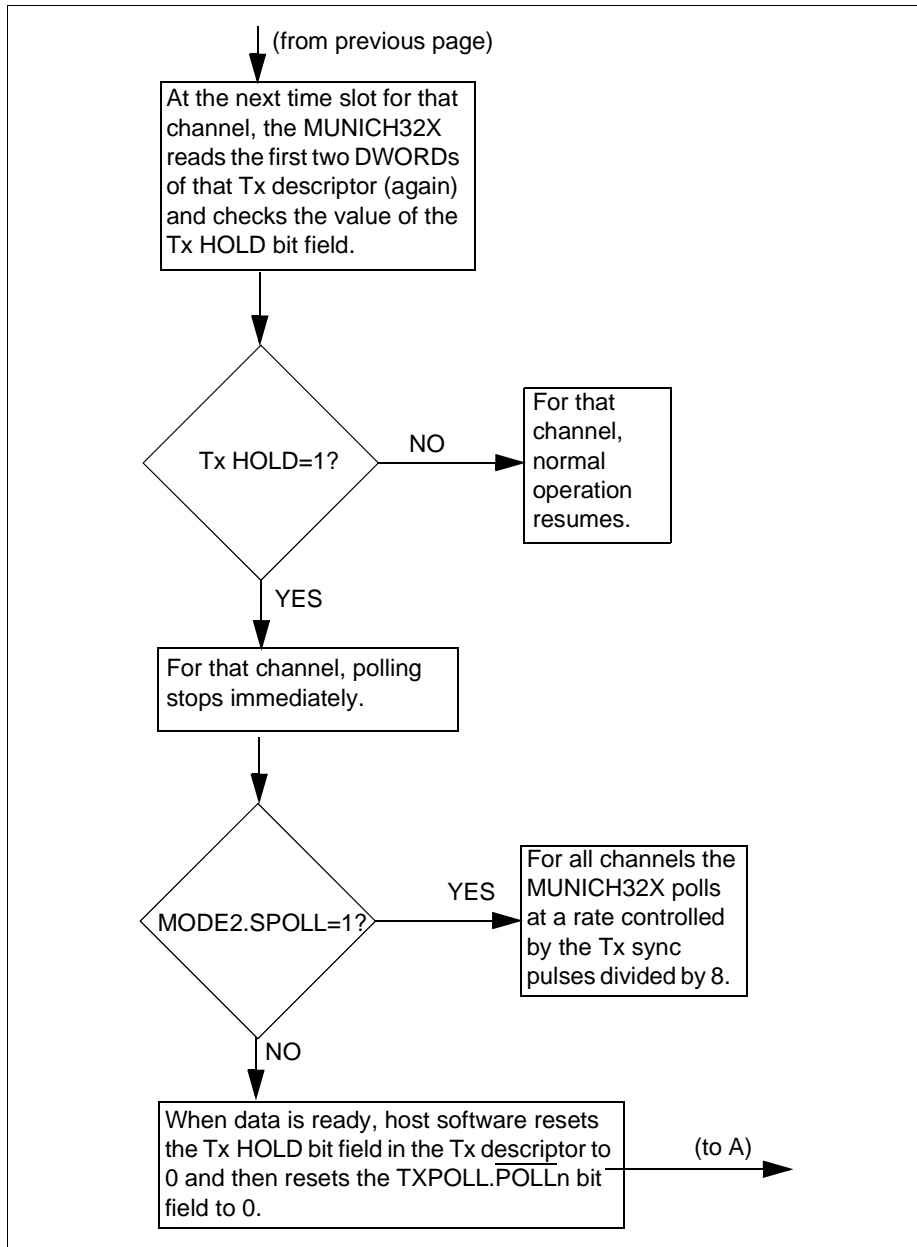 (from previous page)
At the next time slot for that
channel, the MUNICH32X
reads the first two DWORDs
of that Tx descriptor (again)
and checks the value of the
Tx HOLD bit field.
Tx HOLD=1?
NO
For that
channel,
normal
operation
resumes.
YES
For that channel, polling
stops immediately.
MODE2.SPOLL=1?
YES
For all channels the
MUNICH32X polls
at a rate controlled
by the Tx sync
pulses divided by 8.
NO
When data is ready, host software resets
the Tx HOLD bit field in the Tx descriptor to
0 and then resets the TXPOLL.P̅O̅L̅L̅n bit
field to 0.
(to A)